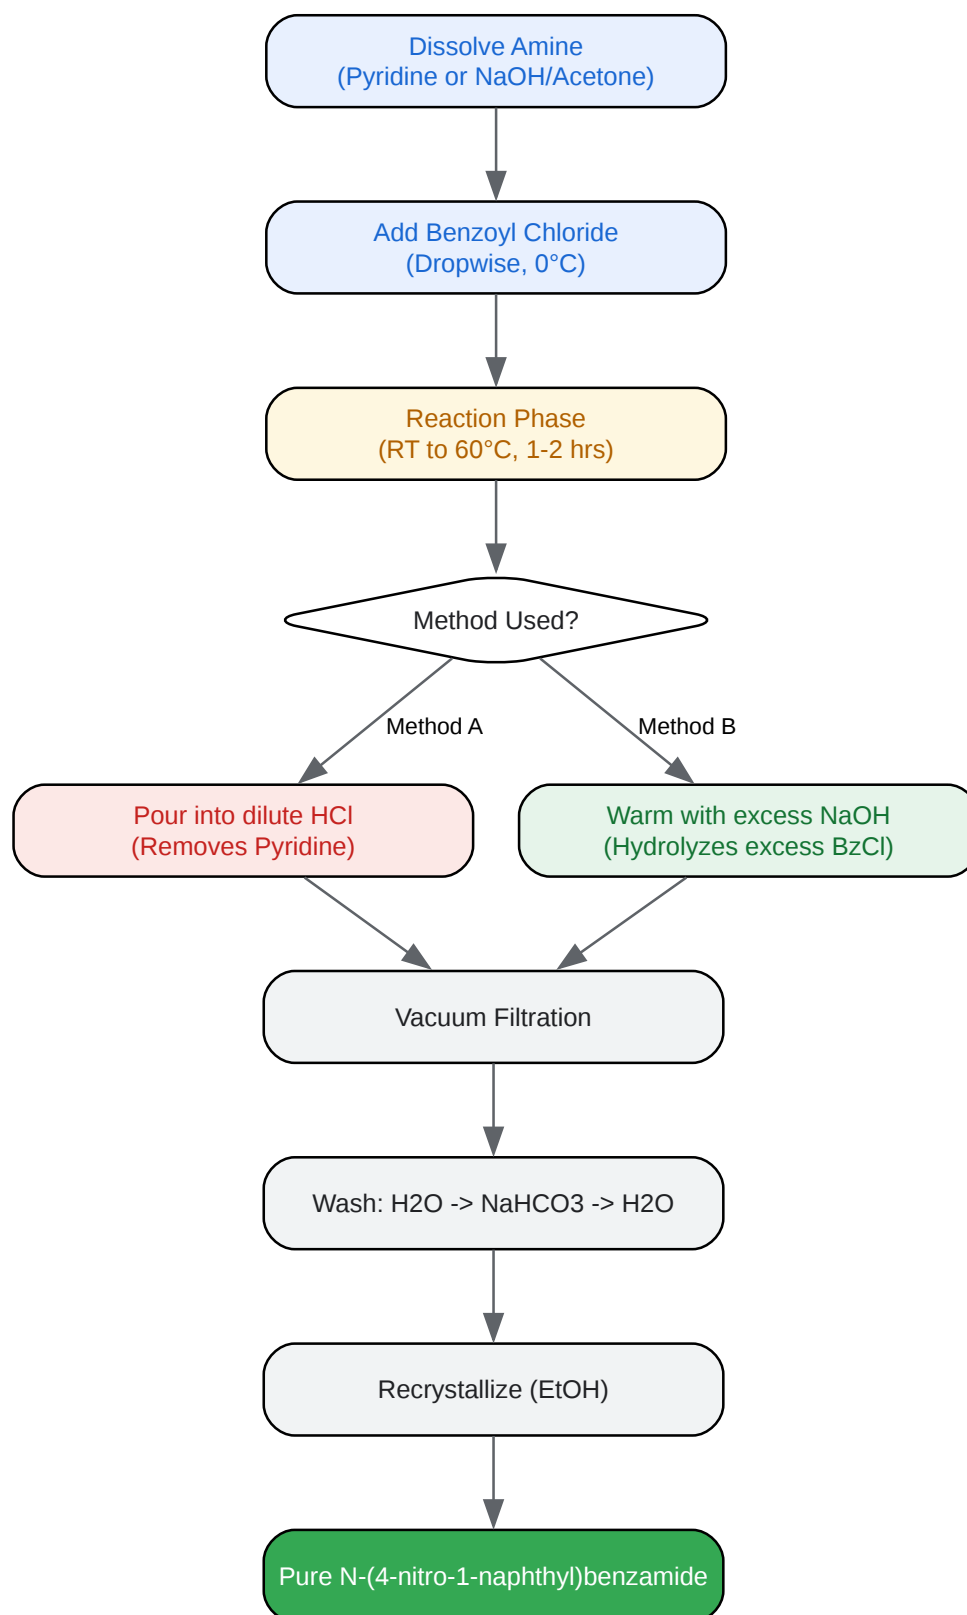 Dissolve Amine
(Pyridine or NaOH/Acetone)
Add Benzoyl Chloride
(Dropwise, 0°C)
Reaction Phase
(RT to 60°C, 1-2 hrs)
Method Used?
Method A
Method B
Pour into dilute HCl
(Removes Pyridine)
Warm with excess NaOH
(Hydrolyzes excess BzCl)
Vacuum Filtration
Wash: H2O -> NaHCO3 -> H2O
Recrystallize (EtOH)
Pure N-(4-nitro-1-naphthyl)benzamide